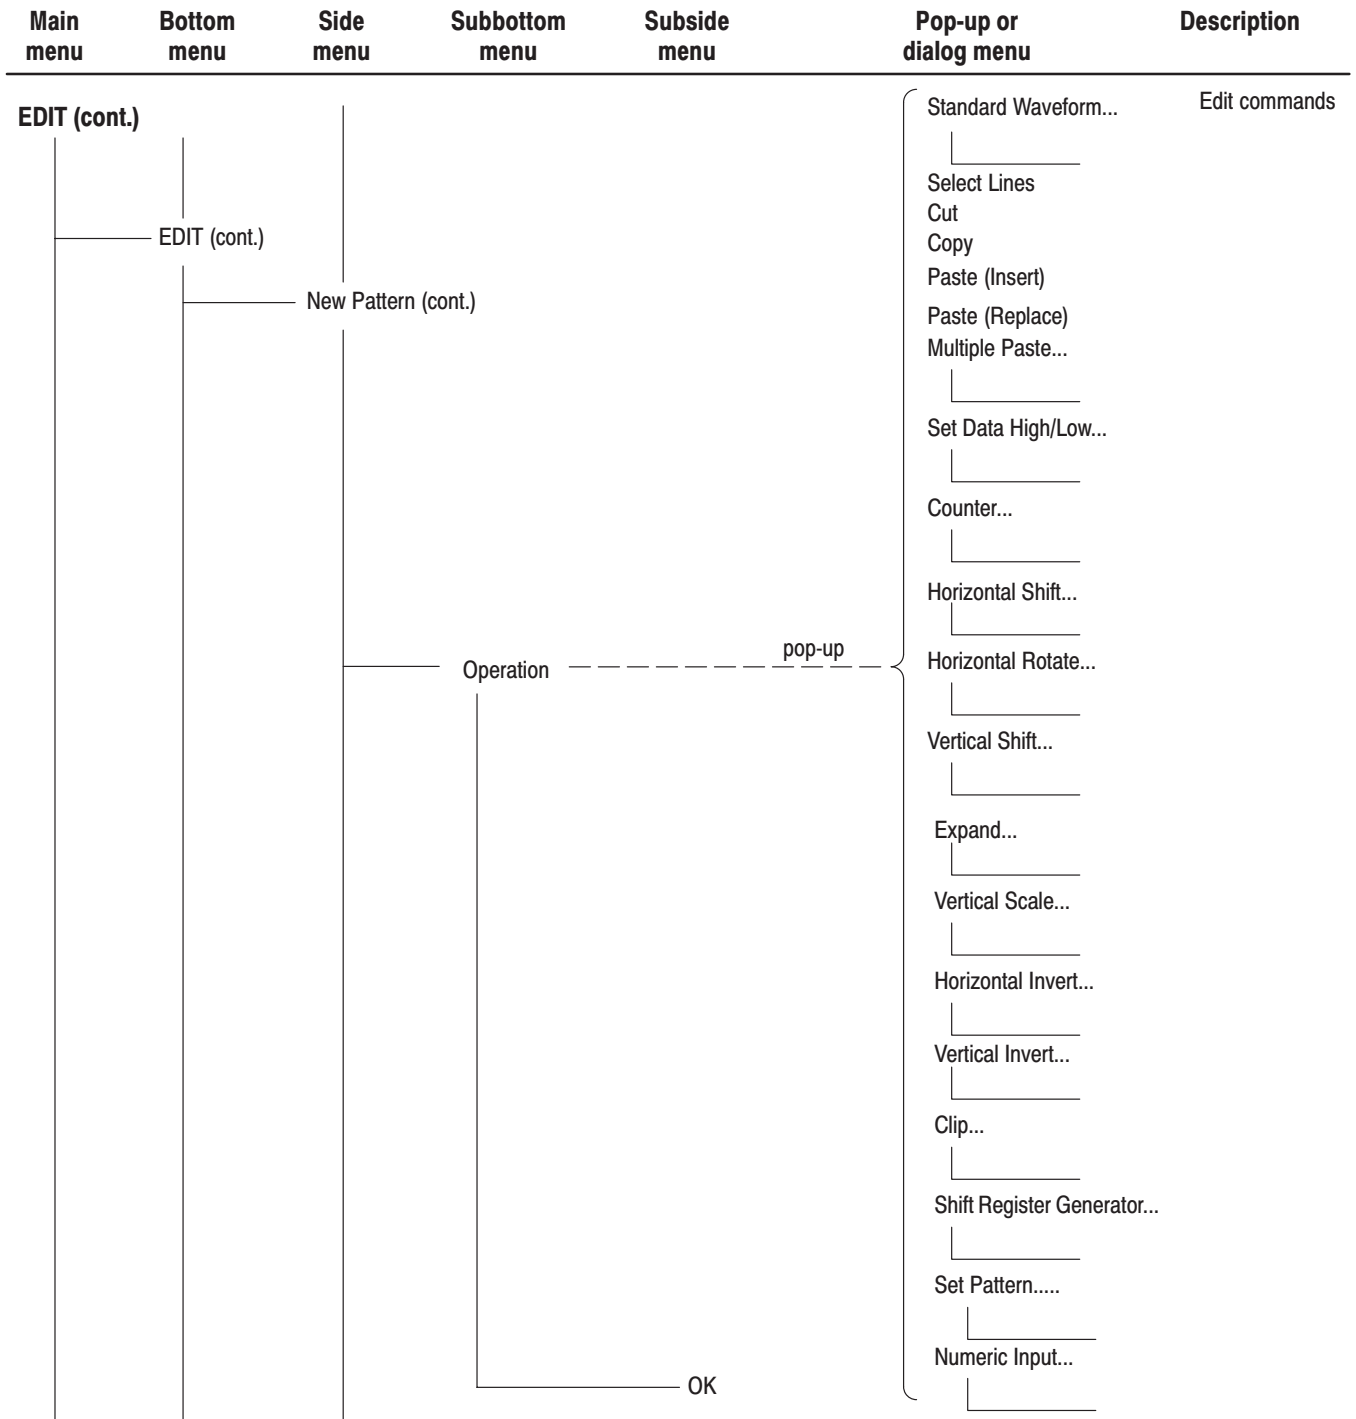 Main menu
Bottom menu
Side menu
Subbottom menu
Subside menu
Pop-up or dialog menu
Description
EDIT (cont.)
Standard Waveform...
Edit commands
Select Lines
Cut
EDIT (cont.)
Copy
Paste (Insert)
New Pattern (cont.)
Paste (Replace)
Multiple Paste...
Set Data High/Low...
Counter...
Horizontal Shift...
pop-up
Operation
Horizontal Rotate...
Vertical Shift...
Expand...
Vertical Scale...
Horizontal Invert...
Vertical Invert...
Clip...
Shift Register Generator...
Set Pattern.....
Numeric Input...
OK